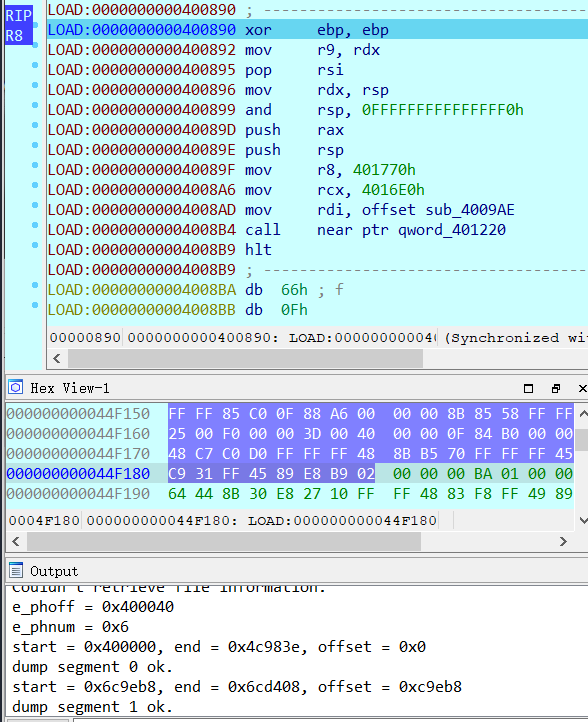 RIP
R8
LOAD:0000000000400890 ; ---------------------------------------
LOAD:0000000000400890 xor ebp, ebp
LOAD:0000000000400892 mov r9, rdx
LOAD:0000000000400895 pop rsi
LOAD:0000000000400896 mov rdx, rsp
LOAD:0000000000400899 and rsp, 0FFFFFFFFFFFFFFF0h
LOAD:000000000040089D push rax
LOAD:000000000040089E push rsp
LOAD:000000000040089F mov r8, 401770h
LOAD:00000000004008A6 mov rcx, 4016E0h
LOAD:00000000004008AD mov rdi, offset sub_4009AE
LOAD:00000000004008B4 call near ptr qword_401220
LOAD:00000000004008B9 hlt
LOAD:00000000004008B9 ; ---------------------------------------
LOAD:00000000004008BA db 66h ; f
LOAD:00000000004008BB db 0Fh
00000890 0000000000400890: LOAD:000000000040 (Synchronized wi
Hex View-1
000000000044F150 FF FF 85 C0 0F 88 A6 00 00 00 8B 85 58 FF FF
000000000044F160 25 00 F0 00 00 3D 00 40 00 00 0F 84 B0 00 00
000000000044F170 48 C7 C0 D0 FF FF FF 48 8B B5 70 FF FF FF 45
000000000044F180 C9 31 FF 45 89 E8 B9 02 00 00 00 BA 01 00 00
000000000044F190 64 44 8B 30 E8 27 10 FF FF 48 83 F8 FF 49 89
0004F180 000000000044F180: LOAD:000000000044F180
Output
Couldn't retrieve file information.
e_phoff = 0x400040
e_phnum = 0x6
start = 0x400000, end = 0x4c983e, offset = 0x0
dump segment 0 ok.
start = 0x6c9eb8, end = 0x6cd408, offset = 0xc9eb8
dump segment 1 ok.